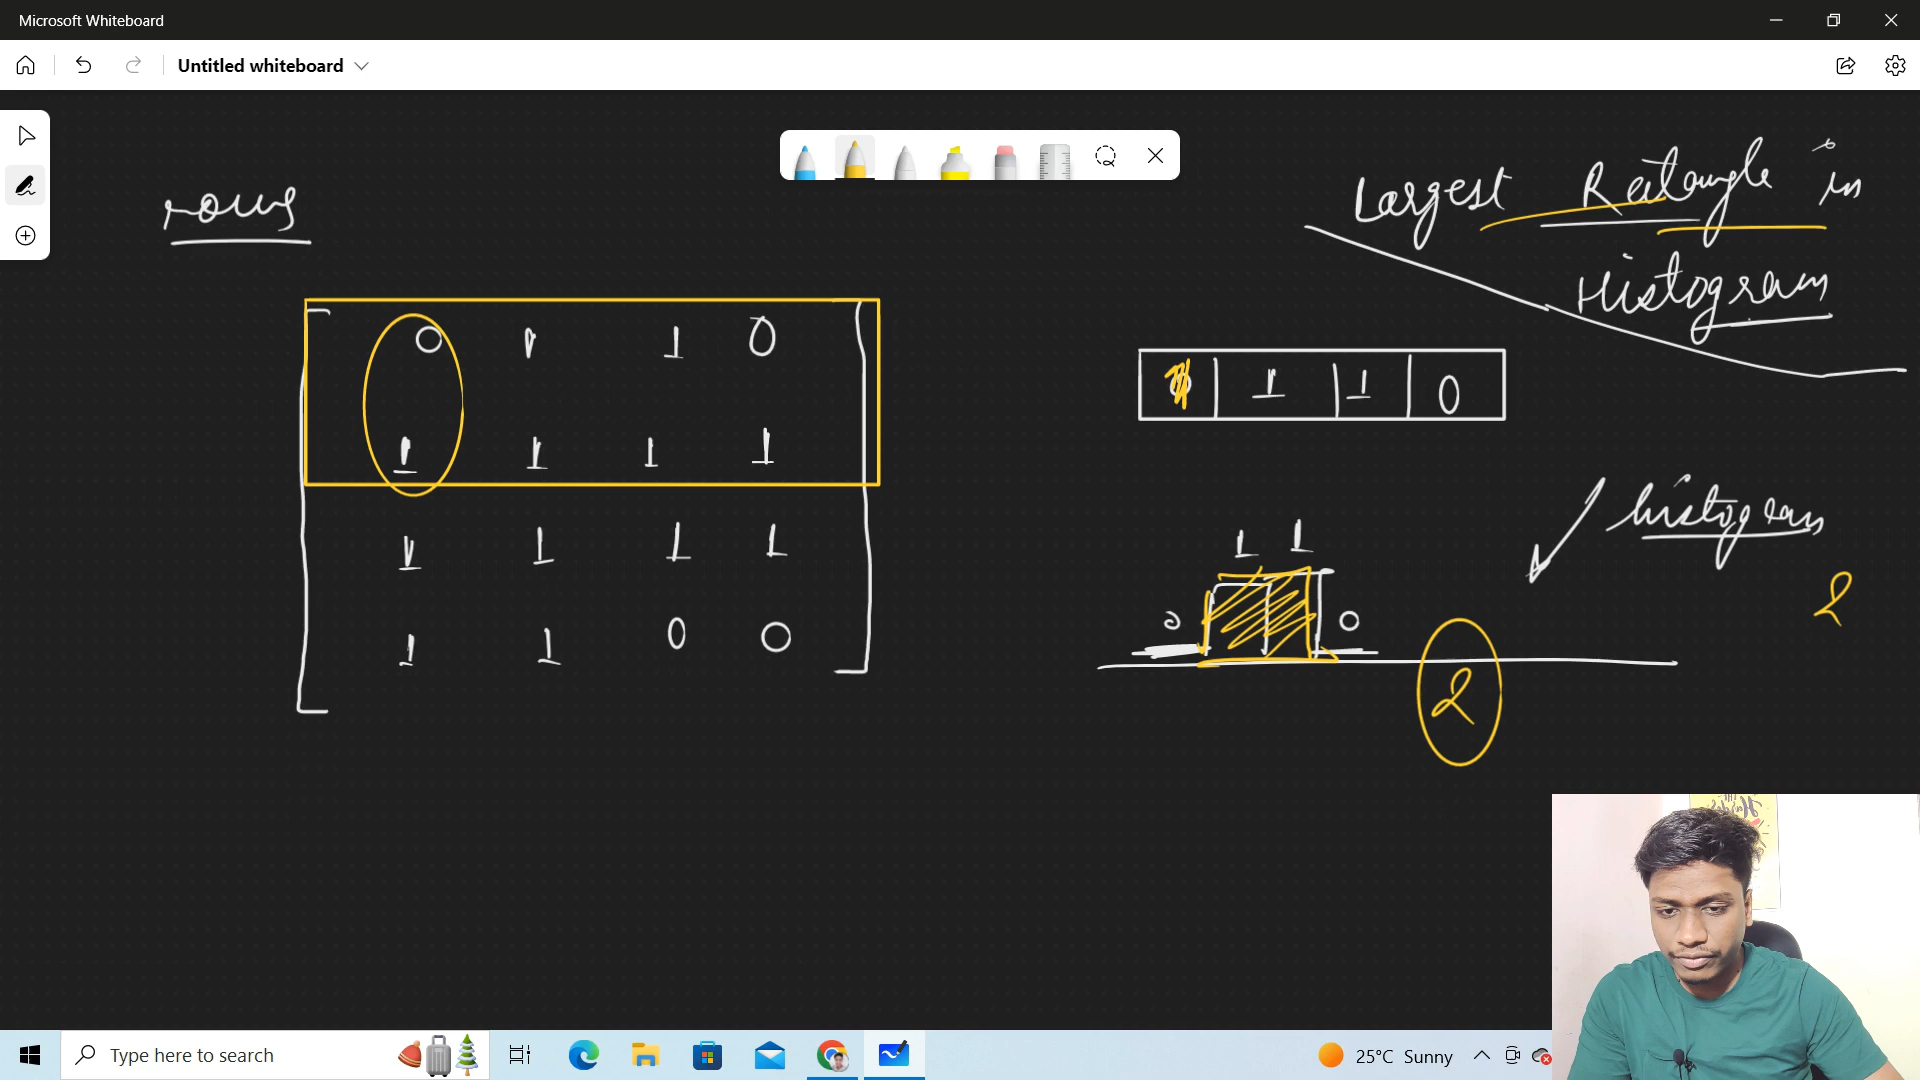 Microsoft Whiteboard
Untitled whiteboard
rows
Largest Rectangle in
Histogram
0 1 1 0
1 1 1 1
1 1 1 1
1 1 0 0
1 1 0
histogram
1 1
0 0
2
2
Type here to search
25°C Sunny